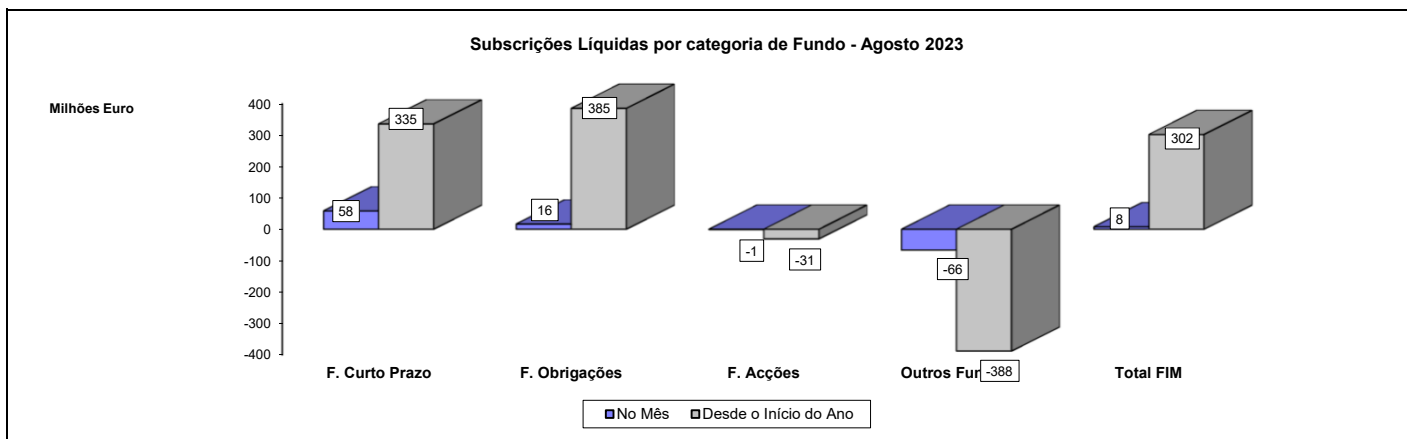 Subscrições Líquidas por categoria de Fundo - Agosto 2023
Milhões Euro
400
300
200
100
0
-100
-200
-300
-400
335
58
385
16
-1
-31
-66
-388
302
8
F. Curto Prazo
F. Obrigações
F. Acções
Outros
Total FIM
No Mês
Desde o Início do Ano